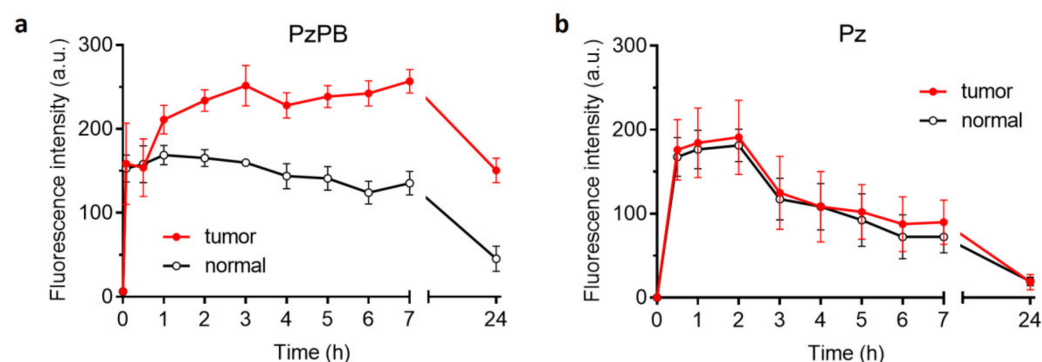 a
PzPB
Fluorescence intensity (a.u.)
300
200
100
0
tumor
normal
0 1 2 3 4 5 6 7 24
Time (h)
b
Pz
Fluorescence intensity (a.u.)
300
200
100
0
tumor
normal
0 1 2 3 4 5 6 7 24
Time (h)